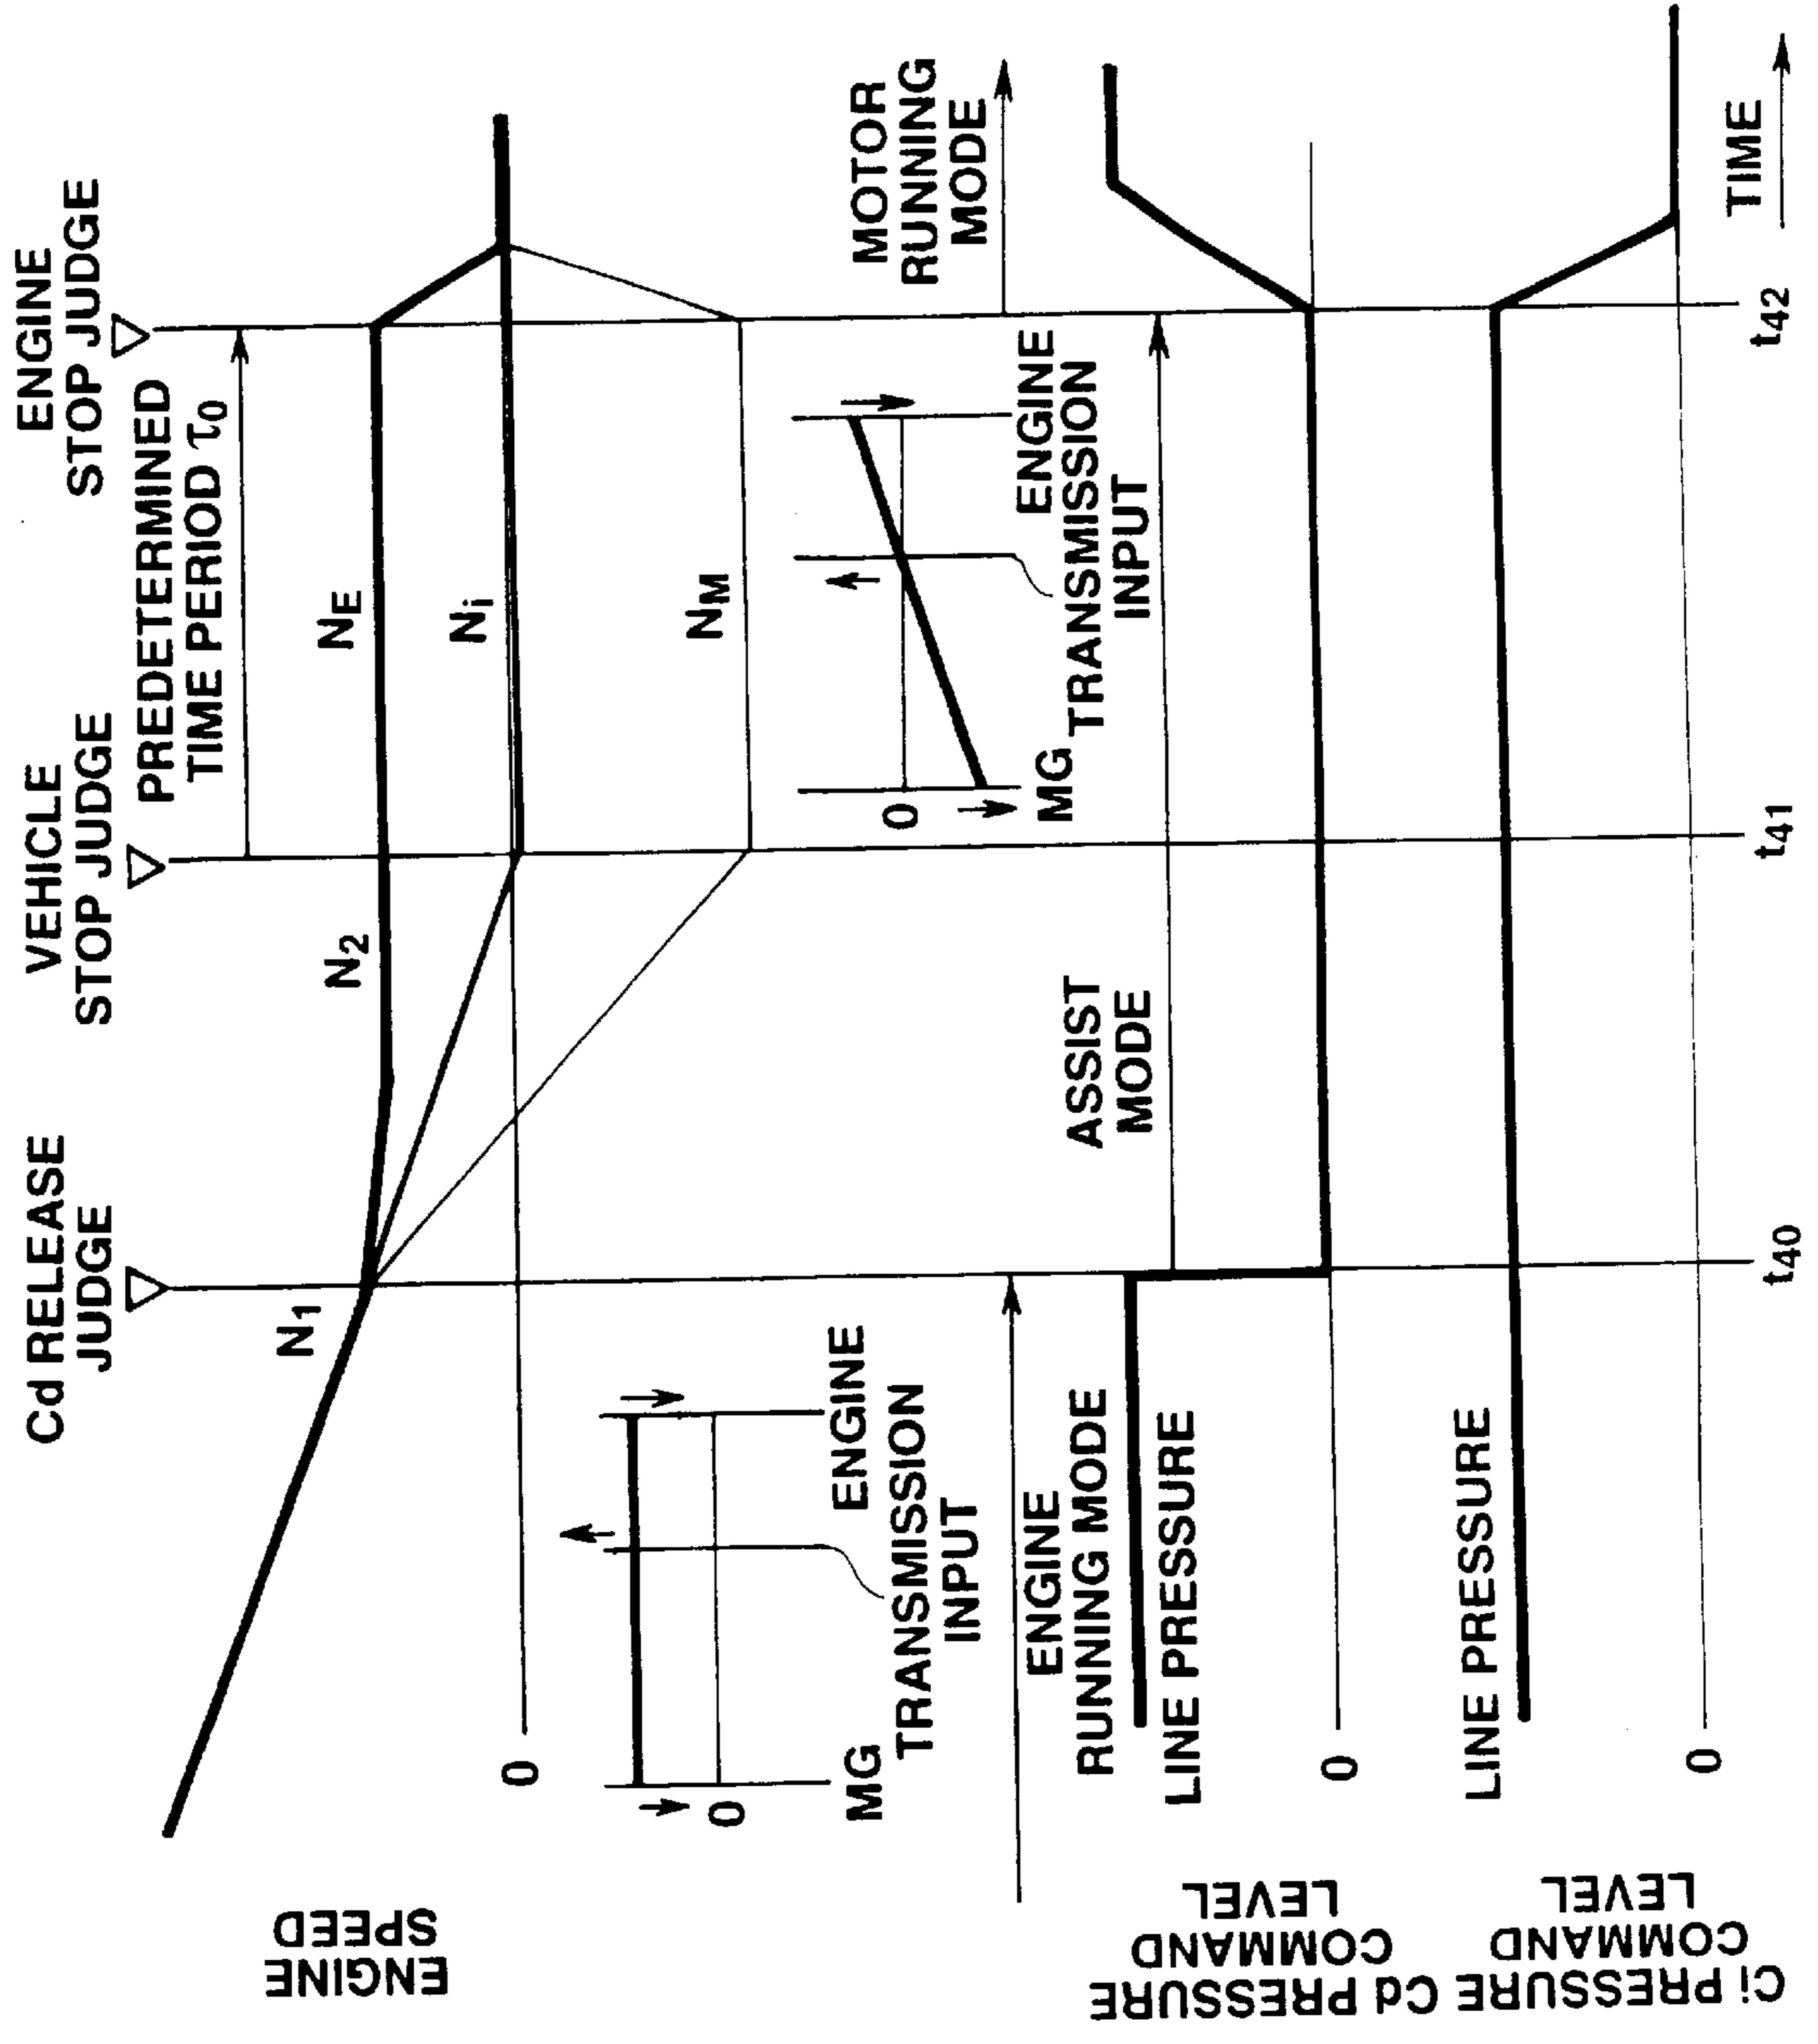 Cd RELEASE
JUDGE
VEHICLE
STOP JUDGE
ENGINE
STOP JUDGE
PREDETERMINED
TIME PERIOD τ0
ENGINE
SPEED
N1
N2
NE
Ni
NM
0
0
MG
ENGINE
TRANSMISSION
INPUT
0
MG
ENGINE
TRANSMISSION
INPUT
ENGINE
RUNNING MODE
ASSIST
MODE
MOTOR
RUNNING
MODE
Cd PRESSURE
COMMAND
LEVEL
LINE PRESSURE
0
Ci PRESSURE
COMMAND
LEVEL
LINE PRESSURE
0
t40
t41
t42
TIME